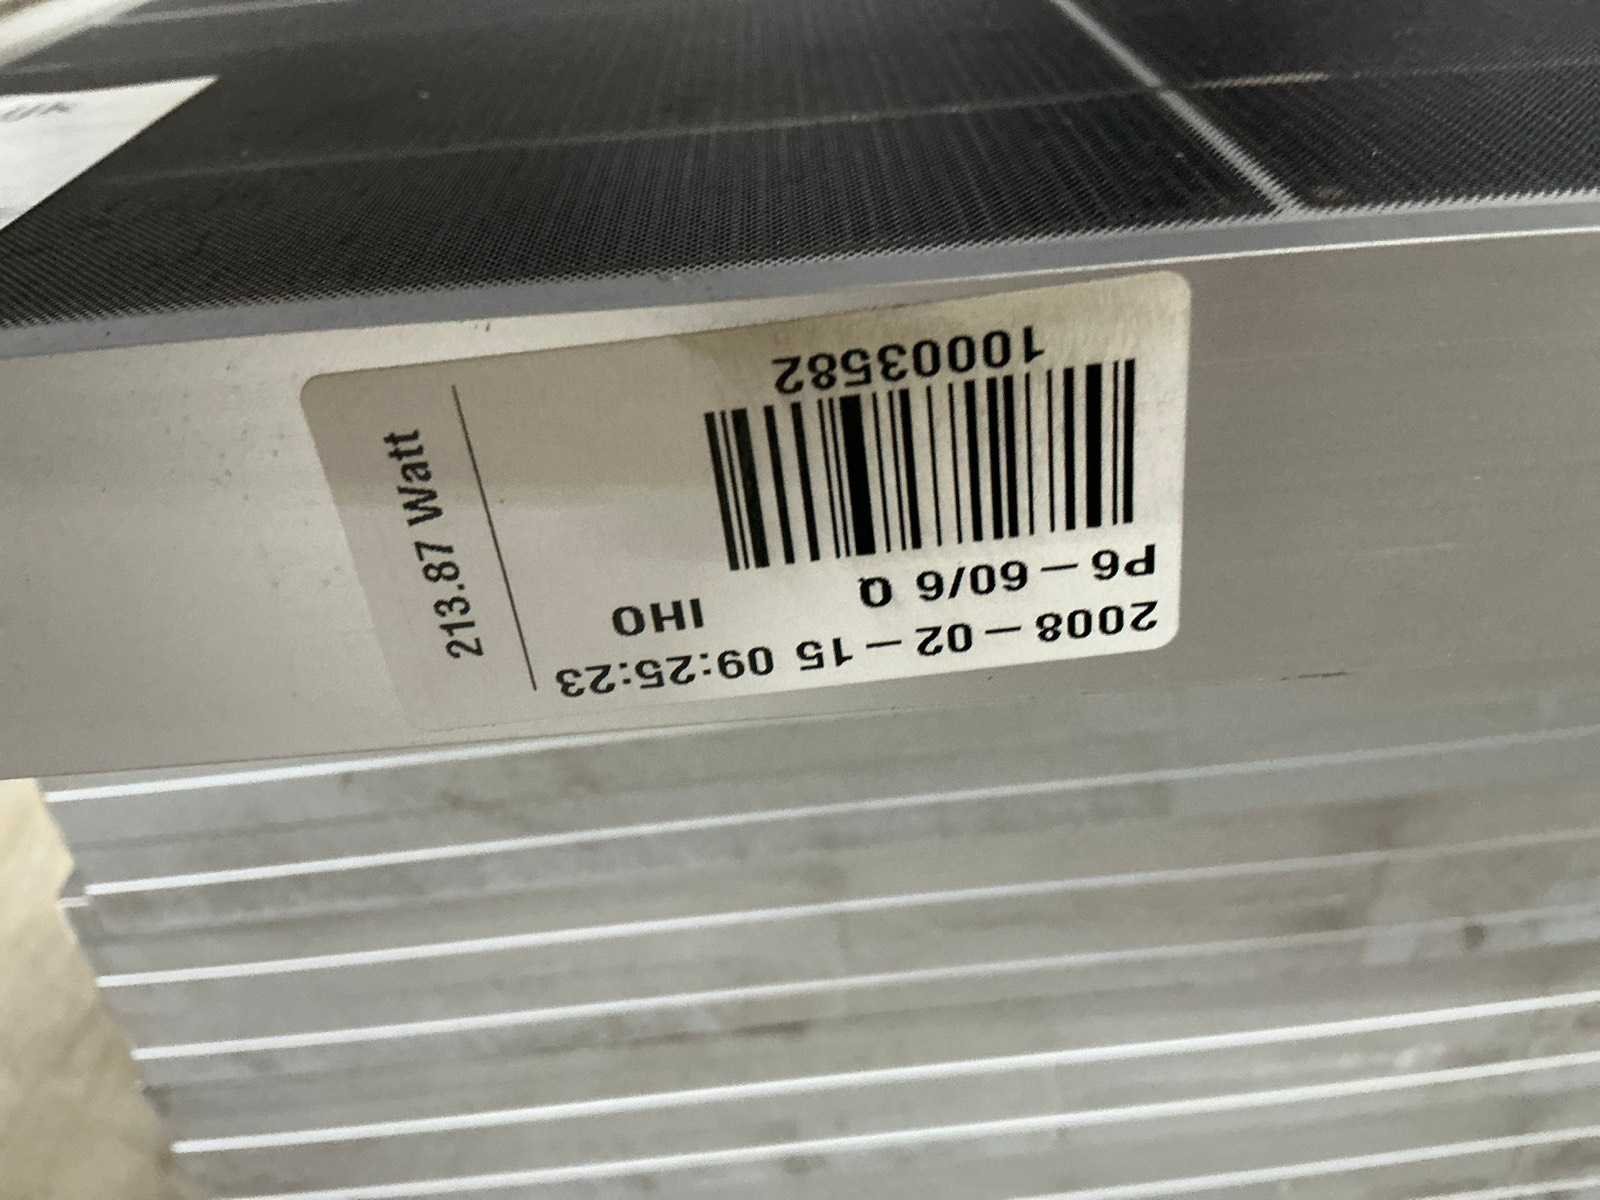 2008-02-15 09:25:23
P6-60/6 Q IHO
10003582
213.87 Watt